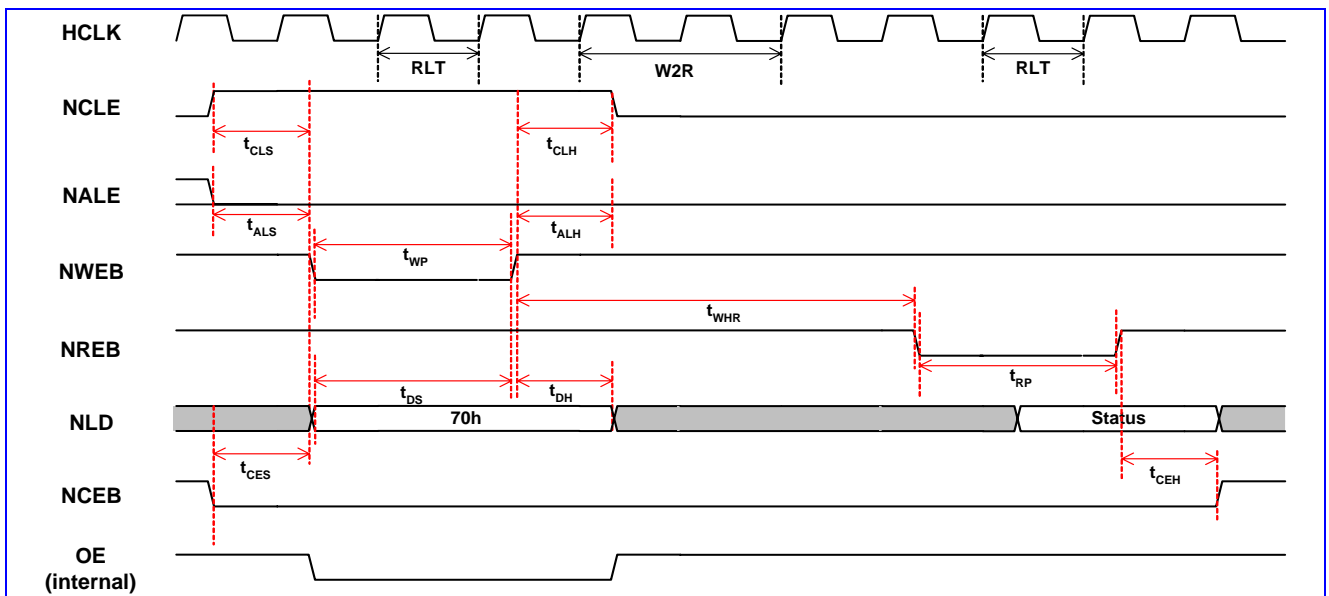 HCLK
RLT
W2R
RLT
NCLE
tCLS
tCLH
NALE
tALS
tALH
NWEB
tWP
tWHR
NREB
tRP
tDS
tDH
NLD
70h
Status
tCES
tCEH
NCEB
OE
(internal)